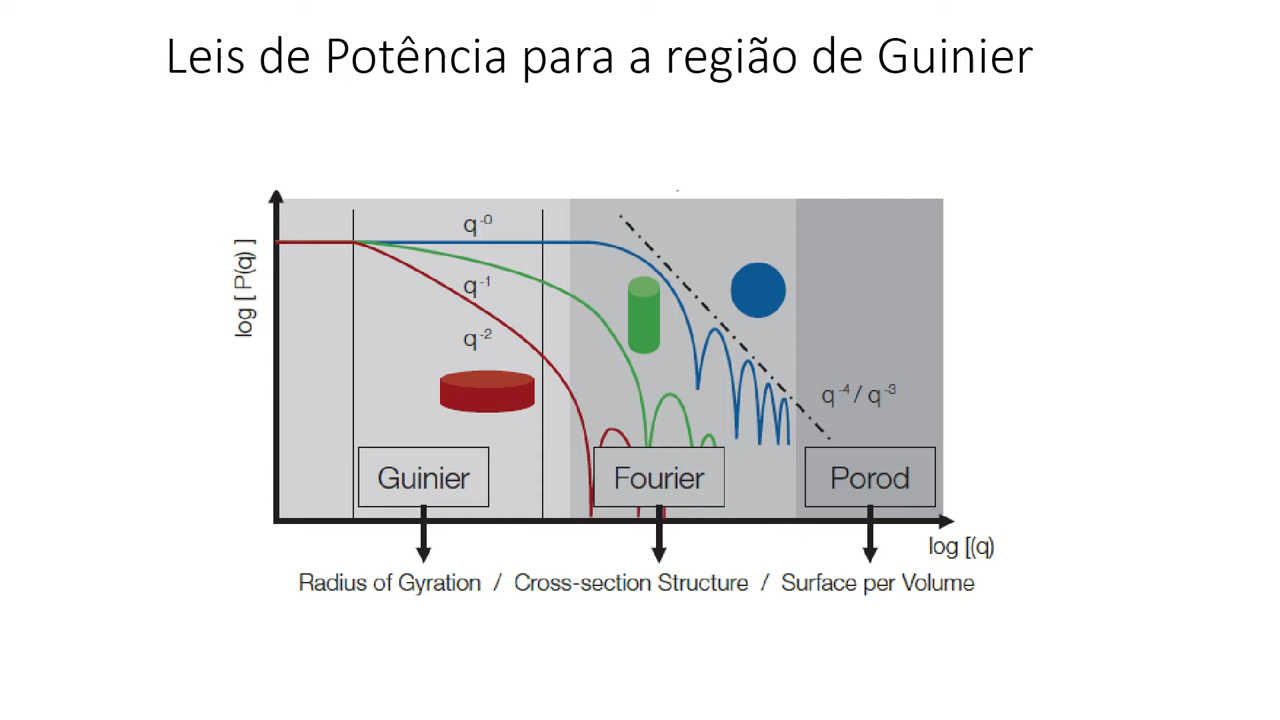 Leis de Potência para a região de Guinier
log [ P(q) ]
q-0
q-1
q-2
q-4 / q-3
Guinier
Fourier
Porod
log [(q)
Radius of Gyration / Cross-section Structure / Surface per Volume